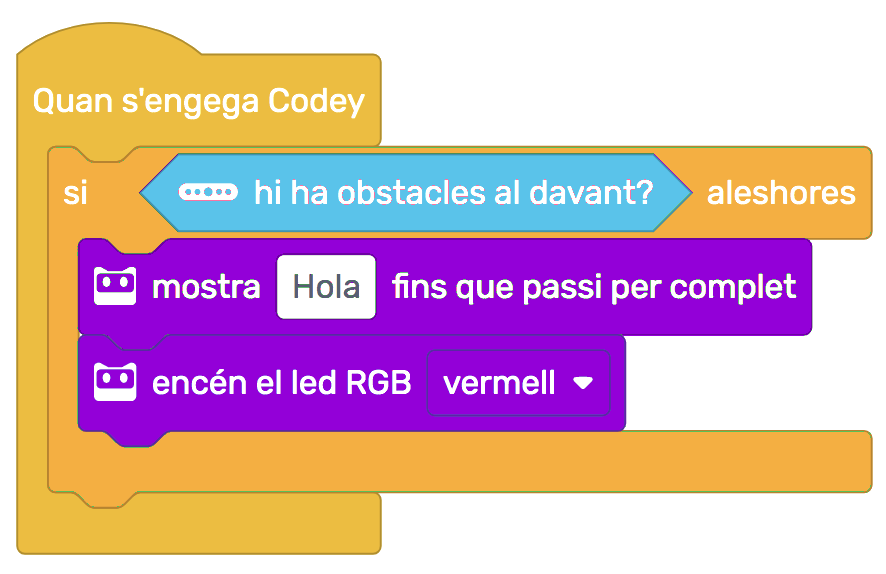 Quan s'engega Codey
si hi ha obstacles al davant? aleshores
mostra Hola fins que passi per complet
encén el led RGB vermell